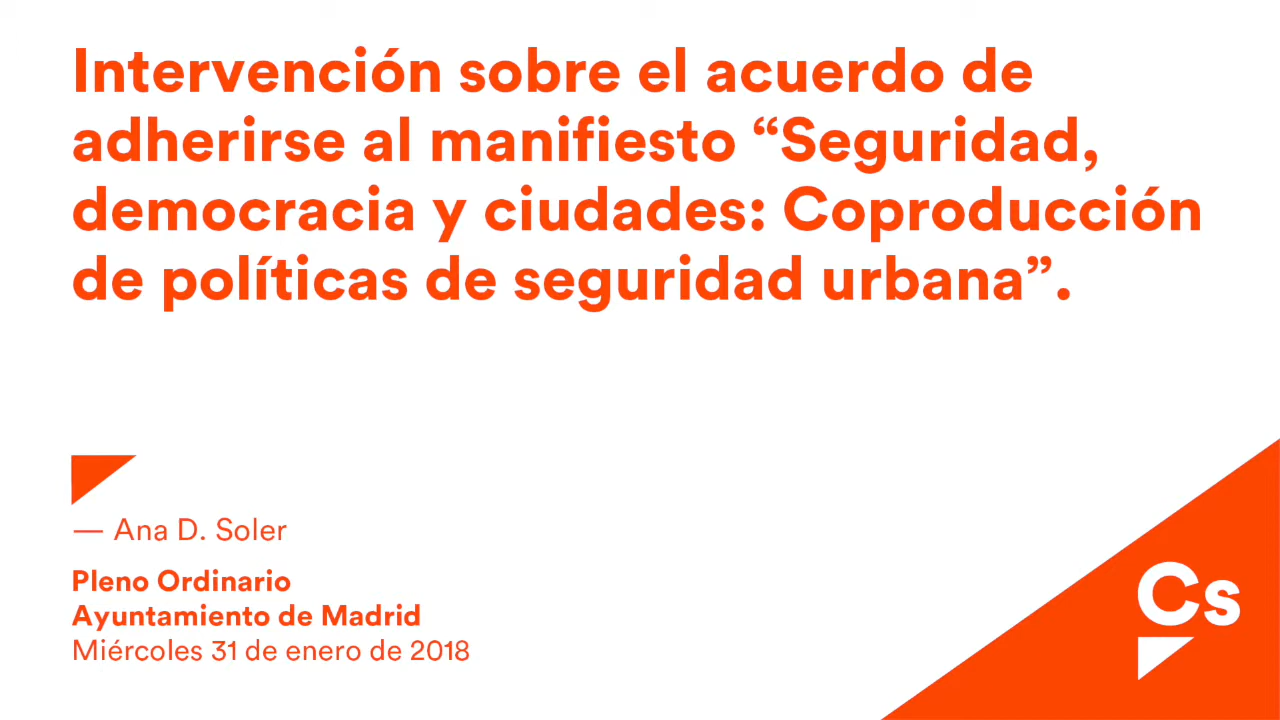 Intervención sobre el acuerdo de
adherirse al manifiesto “Seguridad,
democracia y ciudades: Coproducción
de políticas de seguridad urbana”.
— Ana D. Soler
Pleno Ordinario
Ayuntamiento de Madrid
Miércoles 31 de enero de 2018
Cs